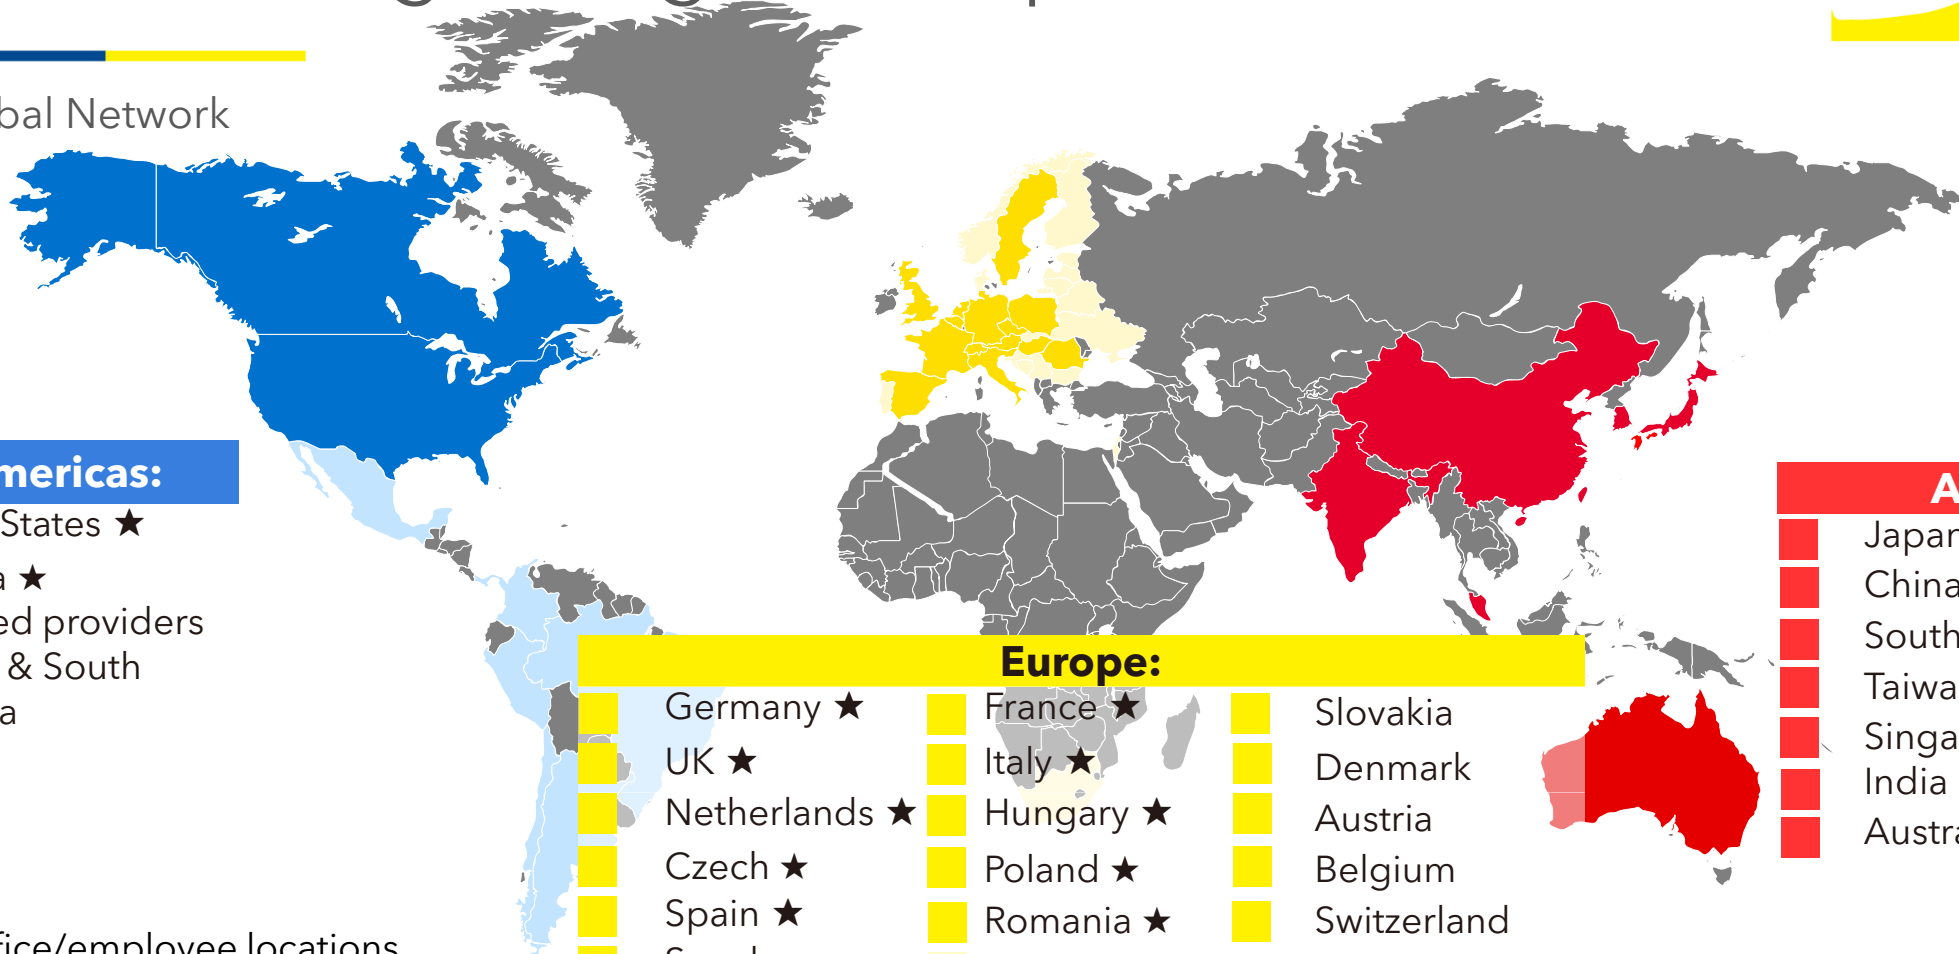 bal Network
mericas:
States ★
a ★
ed providers
& South
a
fice/employee locations
Europe:
Germany ★
UK ★
Netherlands ★
Czech ★
Spain ★
France ★
Italy ★
Hungary ★
Poland ★
Romania ★
Slovakia
Denmark
Austria
Belgium
Switzerland
A
Japan
China
South
Taiwa
Singa
India
Austra